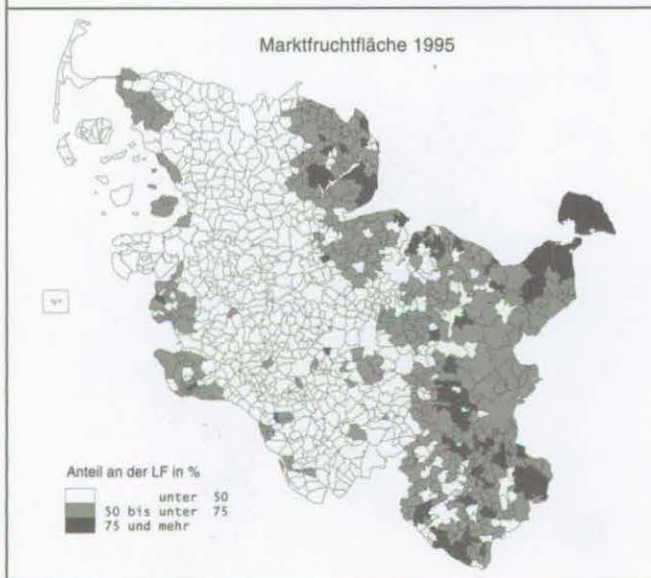 Marktfruchtfläche 1995
Anteil an der LF in %
unter 50
50 bis unter 75
75 und mehr